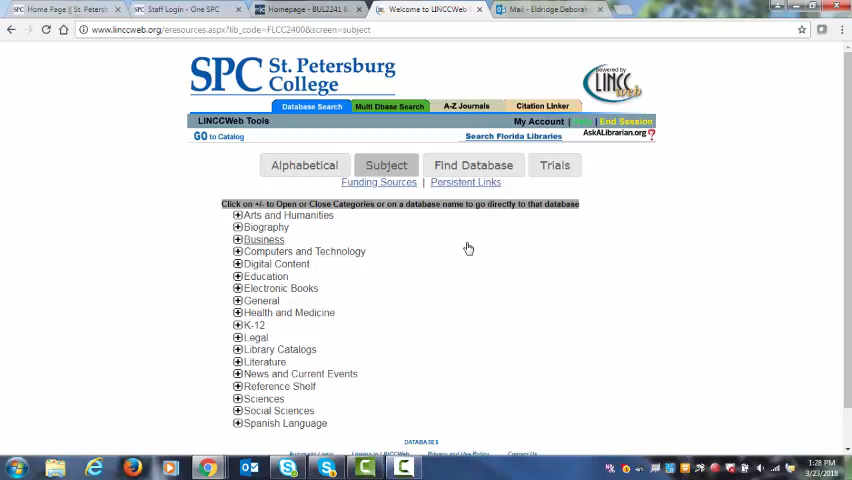 Home Page || St. Petersb
Staff Login - One SPC
Homepage - BUL2241 B
Welcome to LINCCWeb
Mail - Eldridge.Deborah
www.linccweb.org/eresources.aspx?lib_code=FLCC2400&screen=subject
SPC St. Petersburg College
powered by LINCC web
Database Search
Multi Dbase Search
A-Z Journals
Citation Linker
LINCCWeb Tools
My Account | Help | End Session
GO to Catalog
Search Florida Libraries
AskALibrarian.org
Alphabetical
Subject
Find Database
Trials
Funding Sources | Persistent Links
Click on +/- to Open or Close Categories or on a database name to go directly to that database
Arts and Humanities
Biography
Business
Computers and Technology
Digital Content
Education
Electronic Books
General
Health and Medicine
K-12
Legal
Library Catalogs
Literature
News and Current Events
Reference Shelf
Sciences
Social Sciences
Spanish Language
DATABASES
1:28 PM
3/23/2018